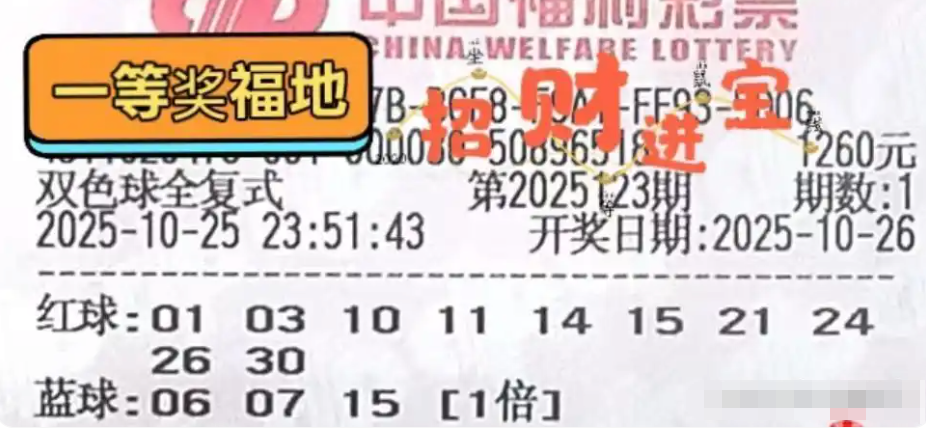 中国福利彩票
CHINA WELFARE LOTTERY
一等奖福地
招财进宝
1260元
双色球全复式 第2025123期 期数:1
2025-10-25 23:51:43 开奖日期:2025-10-26
红球:01 03 10 11 14 15 21 24
26 30
蓝球:06 07 15 [1倍]